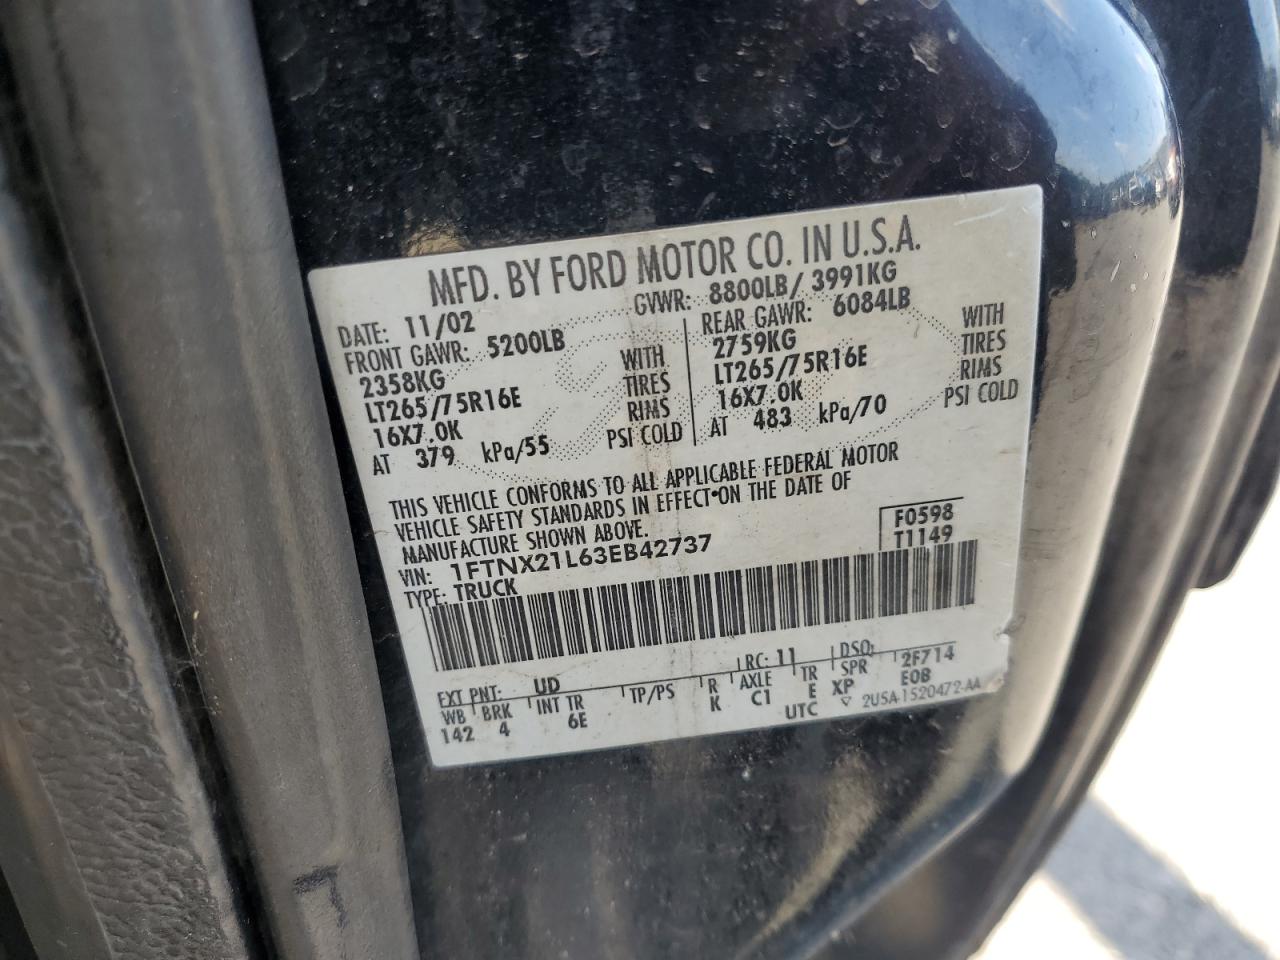 MFD. BY FORD MOTOR CO. IN U.S.A.
DATE: 11/02 GVWR: 8800LB/ 3991KG
FRONT GAWR: 5200LB REAR GAWR: 6084LB
2358KG WITH 2759KG WITH
LT265/75R16E TIRES LT265/75R16E TIRES
16X7.0K RIMS 16X7.0K RIMS
AT 379 kPa/55 PSI COLD AT 483 kPa/70 PSI COLD
THIS VEHICLE CONFORMS TO ALL APPLICABLE FEDERAL MOTOR
VEHICLE SAFETY STANDARDS IN EFFECT ON THE DATE OF
MANUFACTURE SHOWN ABOVE. F0598
VIN: 1FTNX21L63EB42737 T1149
TYPE: TRUCK
EXT PNT: UD RC: 11 DSO: 2F714
WB BRK INT TR TP/PS R AXLE TR SPR E0B
142 4 6E K C1 E XP
UTC ▽ 2USA-1520472-AA